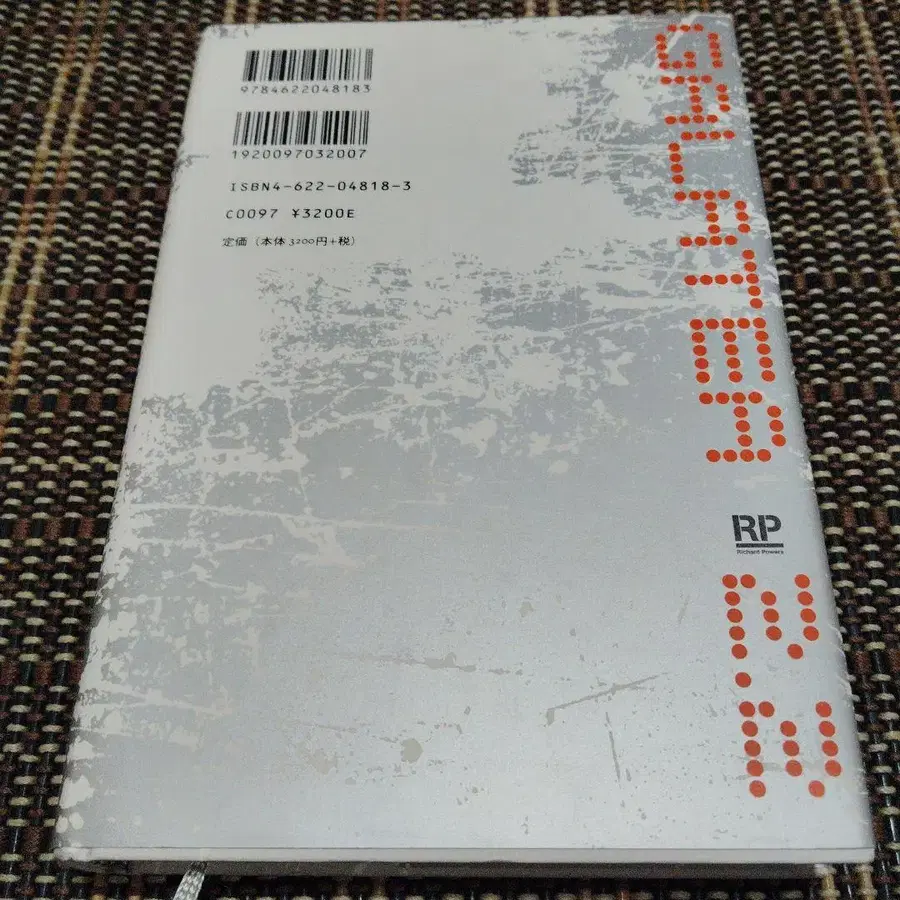 9784622048183
1920097032007
ISBN4-622-04818-3
C0097 ¥3200E
定価（本体3200円+税）
GALATEA
RP
Richard Powers
2.2